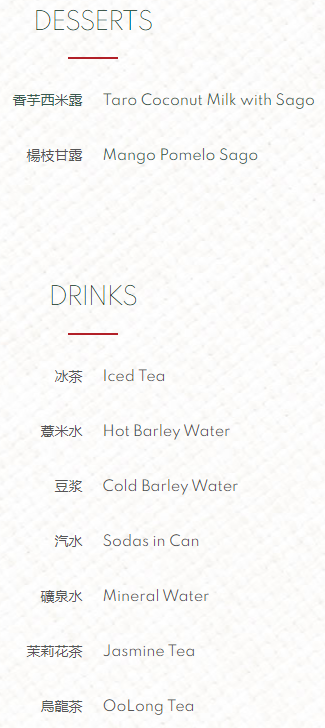 DESSERTS
香芋西米露 Taro Coconut Milk with Sago
楊枝甘露 Mango Pomelo Sago
DRINKS
冰茶 Iced Tea
薏米水 Hot Barley Water
豆浆 Cold Barley Water
汽水 Sodas in Can
礦泉水 Mineral Water
茉莉花茶 Jasmine Tea
烏龍茶 OoLong Tea